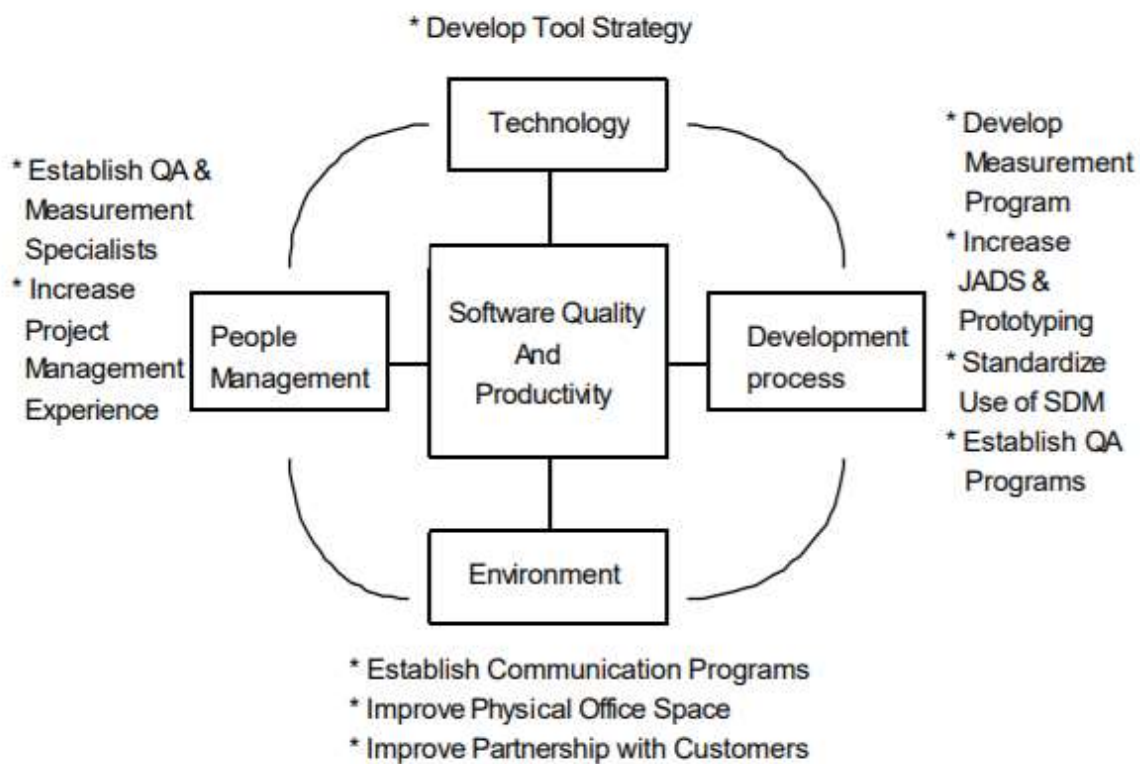 * Develop Tool Strategy
Technology
* Establish QA &
Measurement
Specialists
* Increase
Project
Management
Experience
People
Management
Software Quality
And
Productivity
Development
process
* Develop
Measurement
Program
* Increase
JADS &
Prototyping
* Standardize
Use of SDM
* Establish QA
Programs
Environment
* Establish Communication Programs
* Improve Physical Office Space
* Improve Partnership with Customers